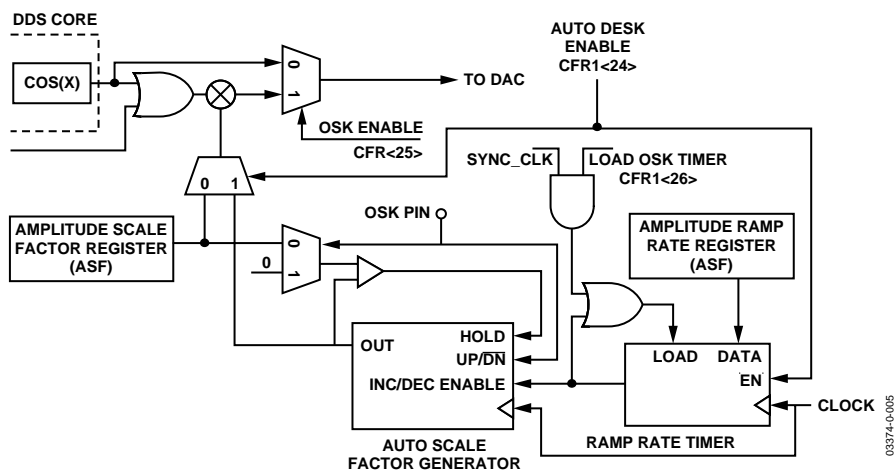 DDS CORE
COS(X)
0
1
TO DAC
OSK ENABLE
CFR<25>
AUTO DESK
ENABLE
CFR1<24>
SYNC_CLK
LOAD OSK TIMER
CFR1<26>
0 1
OSK PIN
AMPLITUDE SCALE
FACTOR REGISTER
(ASF)
0
0
1
AMPLITUDE RAMP
RATE REGISTER
(ASF)
HOLD
OUT
UP/DN
INC/DEC ENABLE
LOAD DATA
EN
CLOCK
RAMP RATE TIMER
AUTO SCALE
FACTOR GENERATOR
03374-0-005